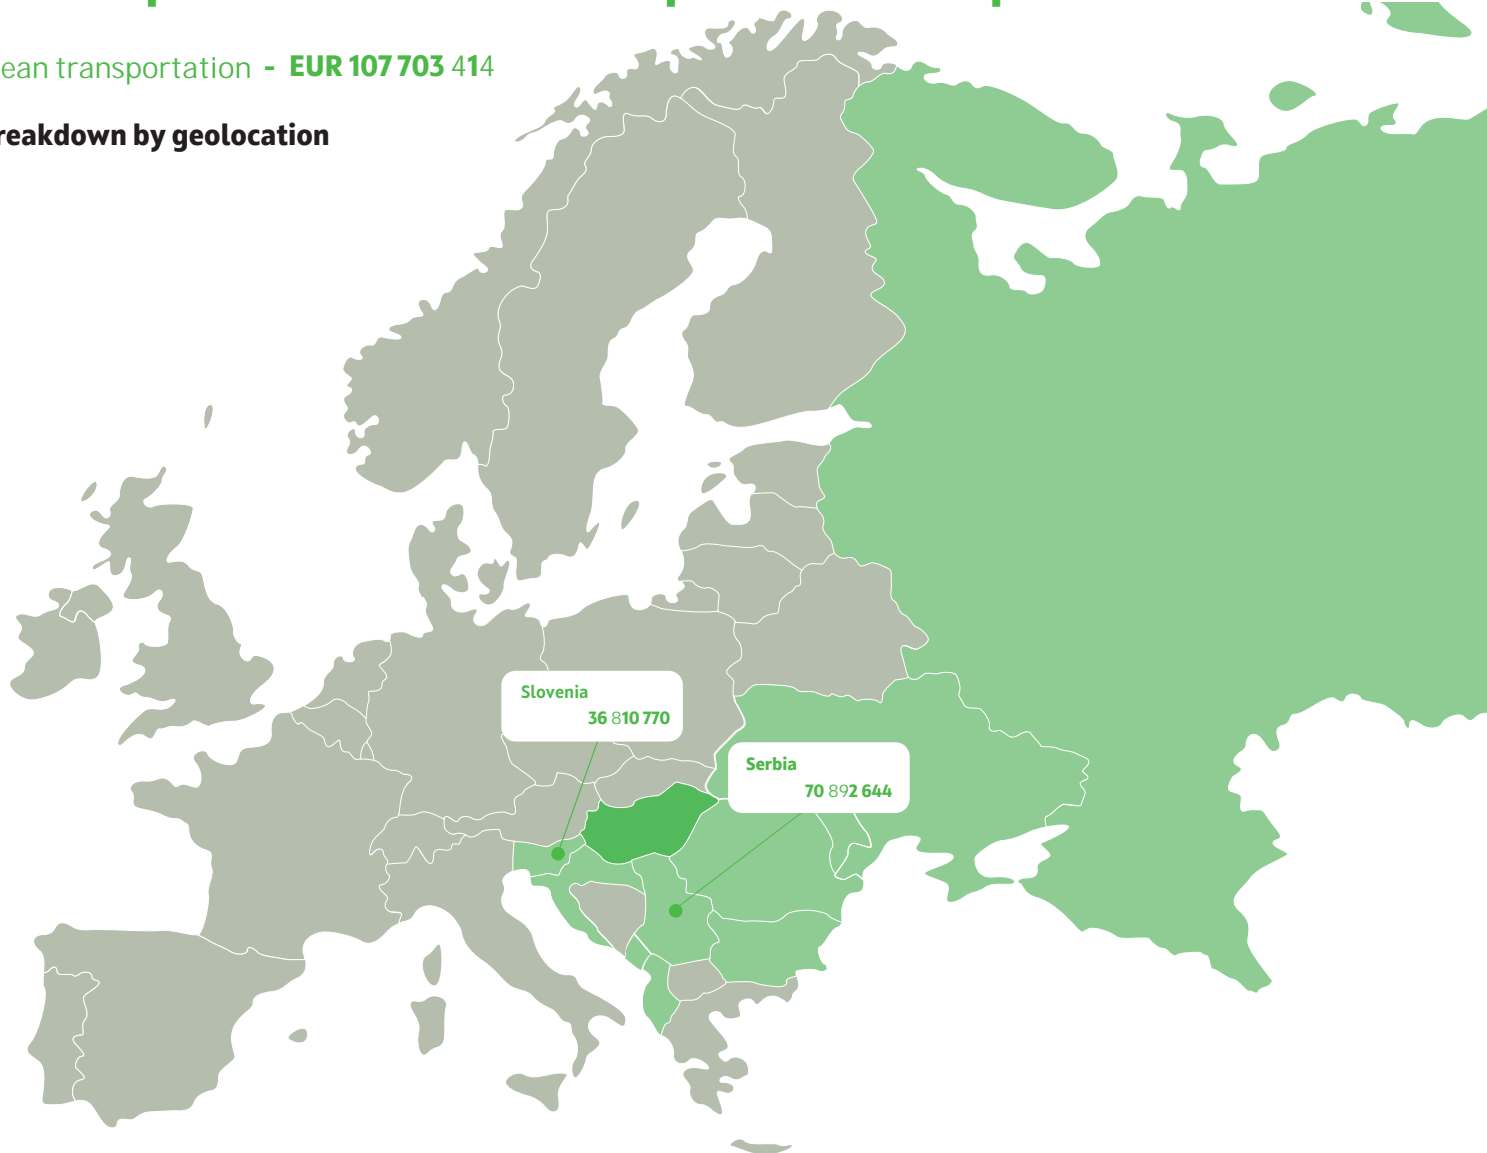 ean transportation - EUR 107 703 414
reakdown by geolocation
Slovenia
36 810 770
Serbia
70 892 644